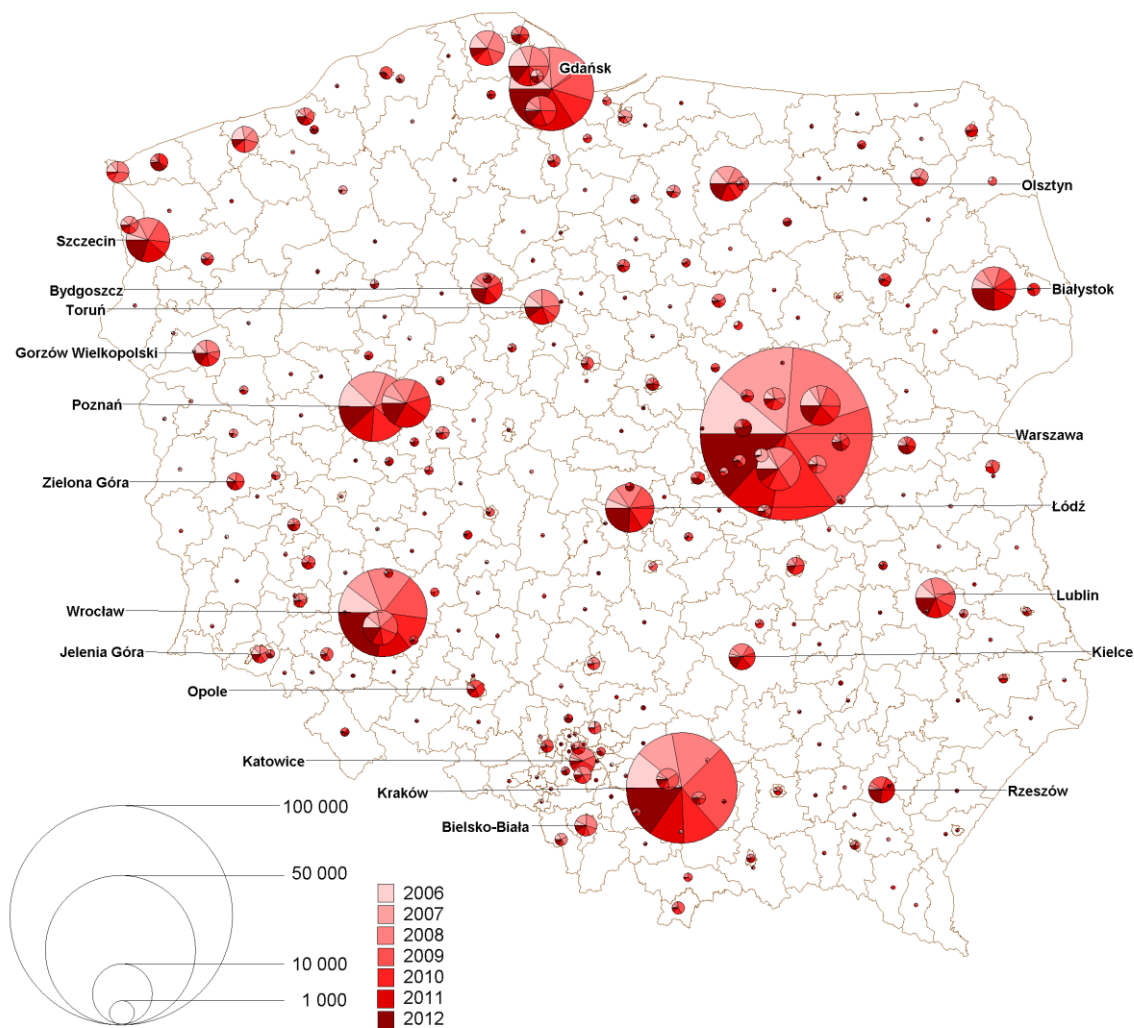 Gdańsk
Olsztyn
Szczecin
Bydgoszcz
Białystok
Toruń
Gorzów Wielkopolski
Poznań
Warszawa
Zielona Góra
Łódź
Wrocław
Lublin
Jelenia Góra
Kielce
Opole
Katowice
Kraków
Rzeszów
Bielsko-Biała
100 000
50 000
10 000
1 000
2006
2007
2008
2009
2010
2011
2012